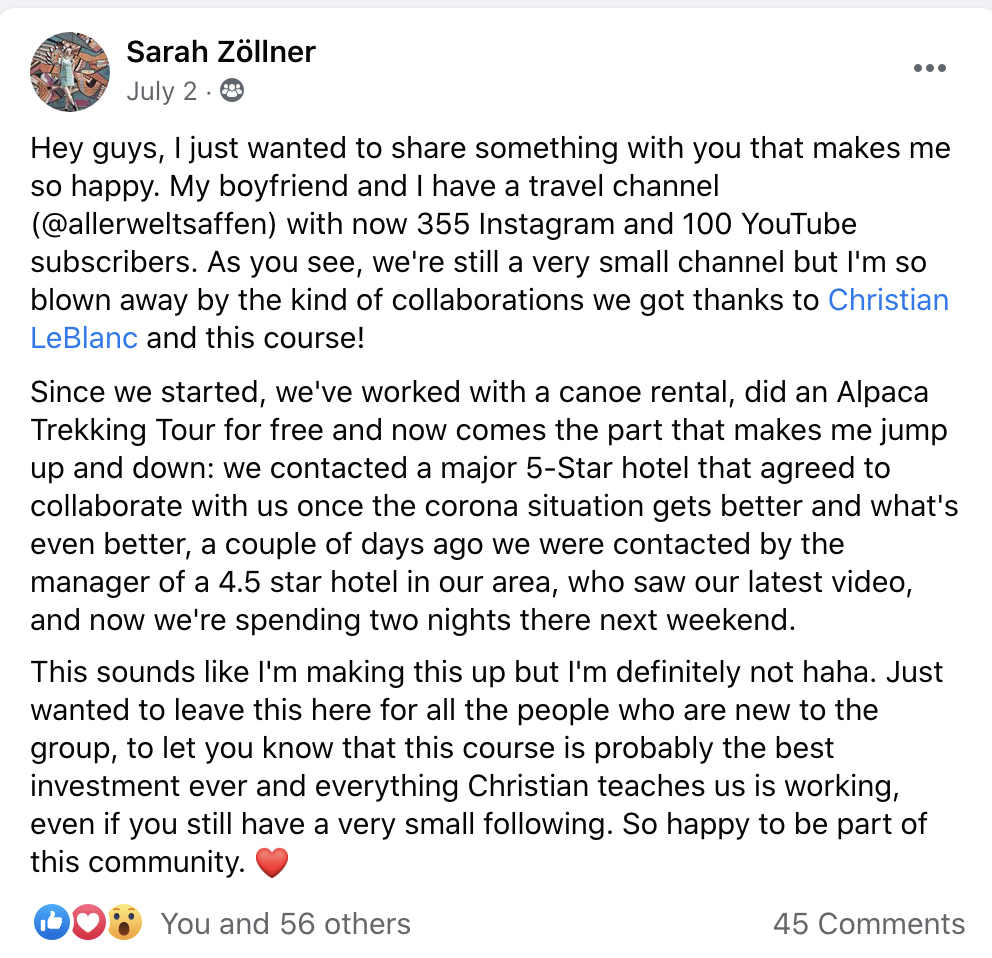 Sarah Zöllner
July 2 ·
Hey guys, I just wanted to share something with you that makes me
so happy. My boyfriend and I have a travel channel
(@allerweltsaffen) with now 355 Instagram and 100 YouTube
subscribers. As you see, we're still a very small channel but I'm so
blown away by the kind of collaborations we got thanks to Christian
LeBlanc and this course!
Since we started, we've worked with a canoe rental, did an Alpaca
Trekking Tour for free and now comes the part that makes me jump
up and down: we contacted a major 5-Star hotel that agreed to
collaborate with us once the corona situation gets better and what's
even better, a couple of days ago we were contacted by the
manager of a 4.5 star hotel in our area, who saw our latest video,
and now we're spending two nights there next weekend.
This sounds like I'm making this up but I'm definitely not haha. Just
wanted to leave this here for all the people who are new to the
group, to let you know that this course is probably the best
investment ever and everything Christian teaches us is working,
even if you still have a very small following. So happy to be part of
this community. ❤️
You and 56 others 45 Comments